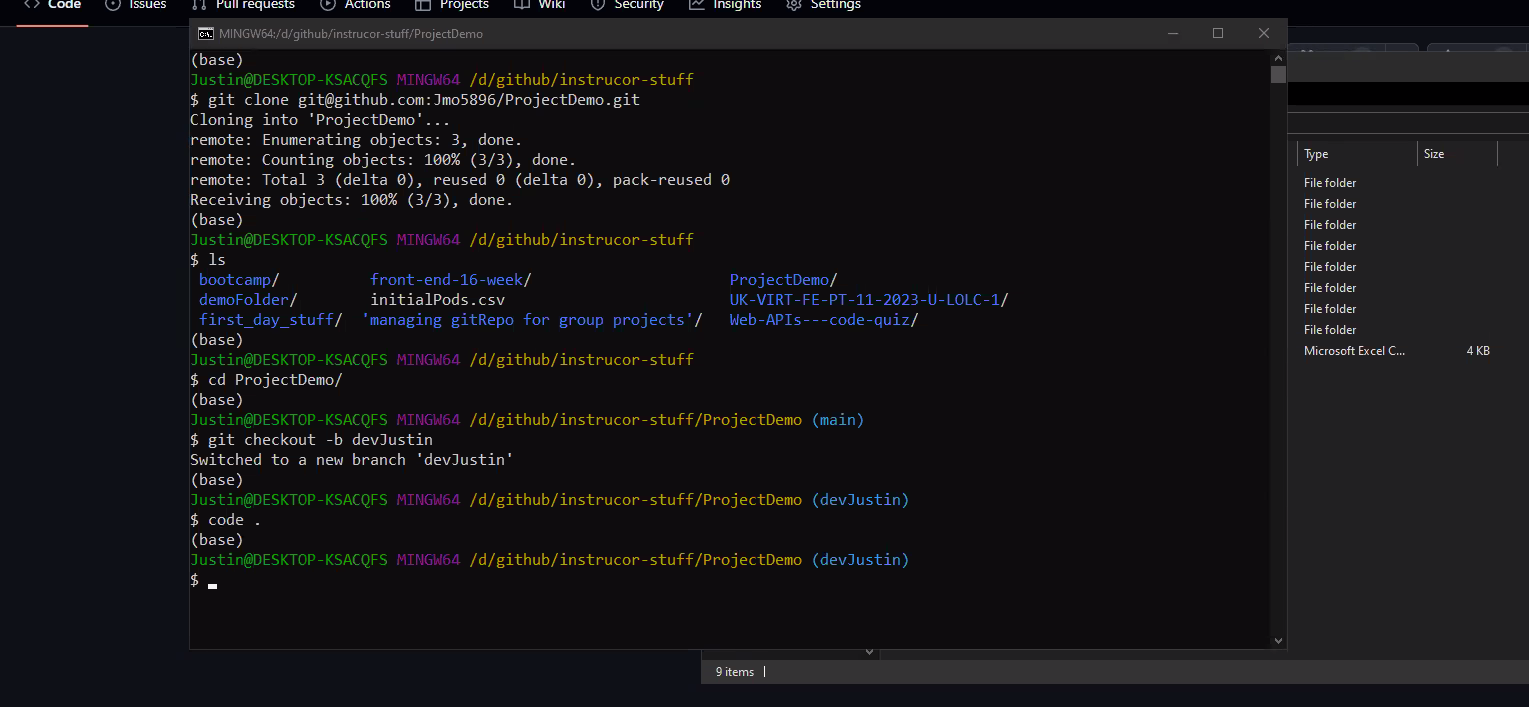 Code Issues Pull requests Actions Projects Wiki Security Insights Settings
MINGW64:/d/github/instrucor-stuff/ProjectDemo
(base)
Justin@DESKTOP-KSACQFS MINGW64 /d/github/instrucor-stuff
$ git clone git@github.com:Jmo5896/ProjectDemo.git
Cloning into 'ProjectDemo'...
remote: Enumerating objects: 3, done.
remote: Counting objects: 100% (3/3), done.
remote: Total 3 (delta 0), reused 0 (delta 0), pack-reused 0
Receiving objects: 100% (3/3), done.
(base)
Justin@DESKTOP-KSACQFS MINGW64 /d/github/instrucor-stuff
$ ls
bootcamp/ front-end-16-week/ ProjectDemo/
demoFolder/ initialPods.csv UK-VIRT-FE-PT-11-2023-U-LOLC-1/
first_day_stuff/ 'managing gitRepo for group projects'/ Web-APIs---code-quiz/
(base)
Justin@DESKTOP-KSACQFS MINGW64 /d/github/instrucor-stuff
$ cd ProjectDemo/
(base)
Justin@DESKTOP-KSACQFS MINGW64 /d/github/instrucor-stuff/ProjectDemo (main)
$ git checkout -b devJustin
Switched to a new branch 'devJustin'
(base)
Justin@DESKTOP-KSACQFS MINGW64 /d/github/instrucor-stuff/ProjectDemo (devJustin)
$ code .
(base)
Justin@DESKTOP-KSACQFS MINGW64 /d/github/instrucor-stuff/ProjectDemo (devJustin)
$
Type Size
File folder
File folder
File folder
File folder
File folder
File folder
File folder
File folder
Microsoft Excel C... 4 KB
9 items